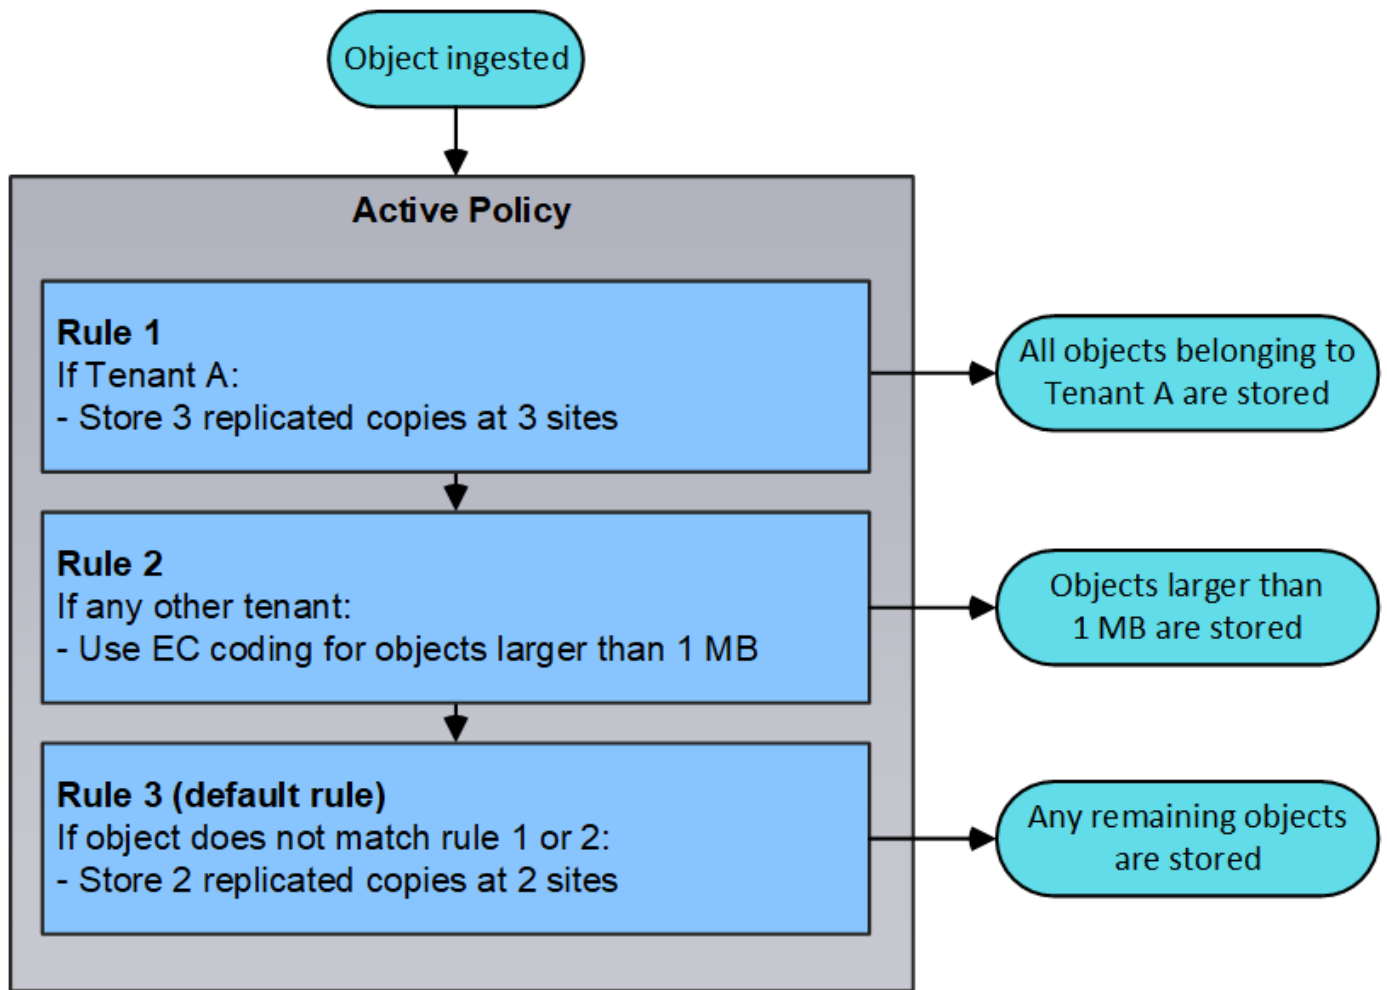 Object ingested
Active Policy
Rule 1
If Tenant A:
- Store 3 replicated copies at 3 sites
All objects belonging to
Tenant A are stored
Rule 2
If any other tenant:
- Use EC coding for objects larger than 1 MB
Objects larger than
1 MB are stored
Rule 3 (default rule)
If object does not match rule 1 or 2:
- Store 2 replicated copies at 2 sites
Any remaining objects
are stored